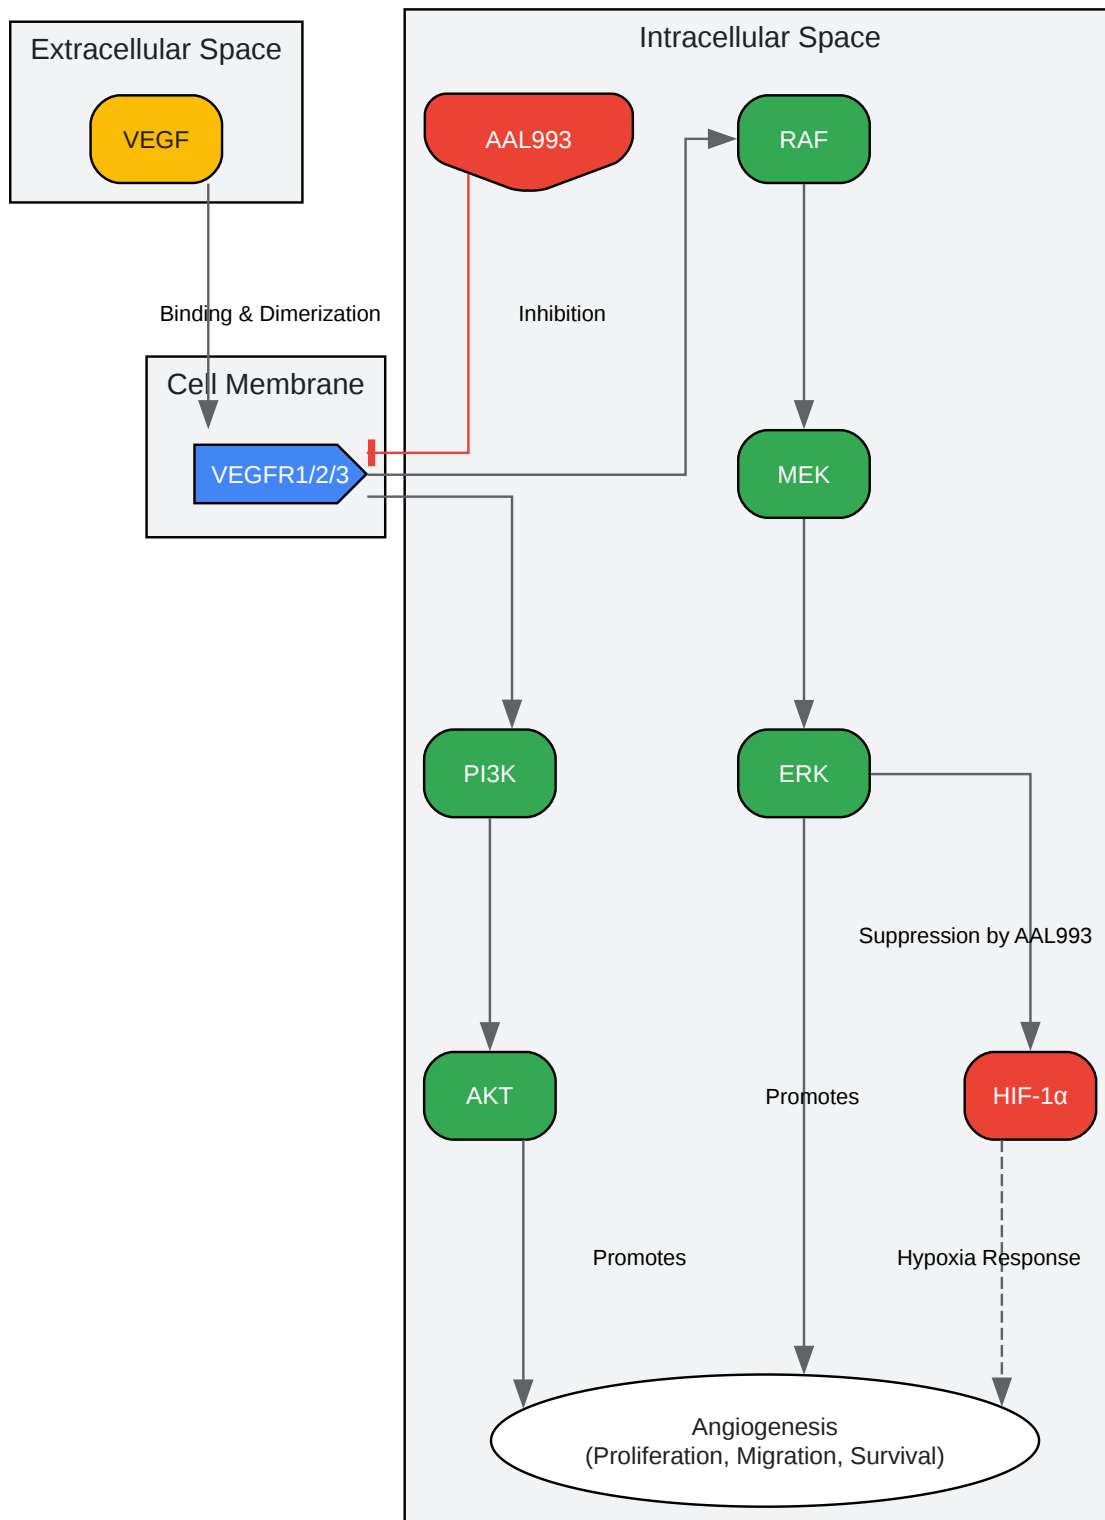 Extracellular Space
Intracellular Space
VEGF
AAL993
RAF
Binding & Dimerization
Inhibition
Cell Membrane
VEGFR1/2/3
MEK
PI3K
ERK
Suppression by AAL993
AKT
Promotes
HIF-1α
Promotes
Hypoxia Response
Angiogenesis
(Proliferation, Migration, Survival)